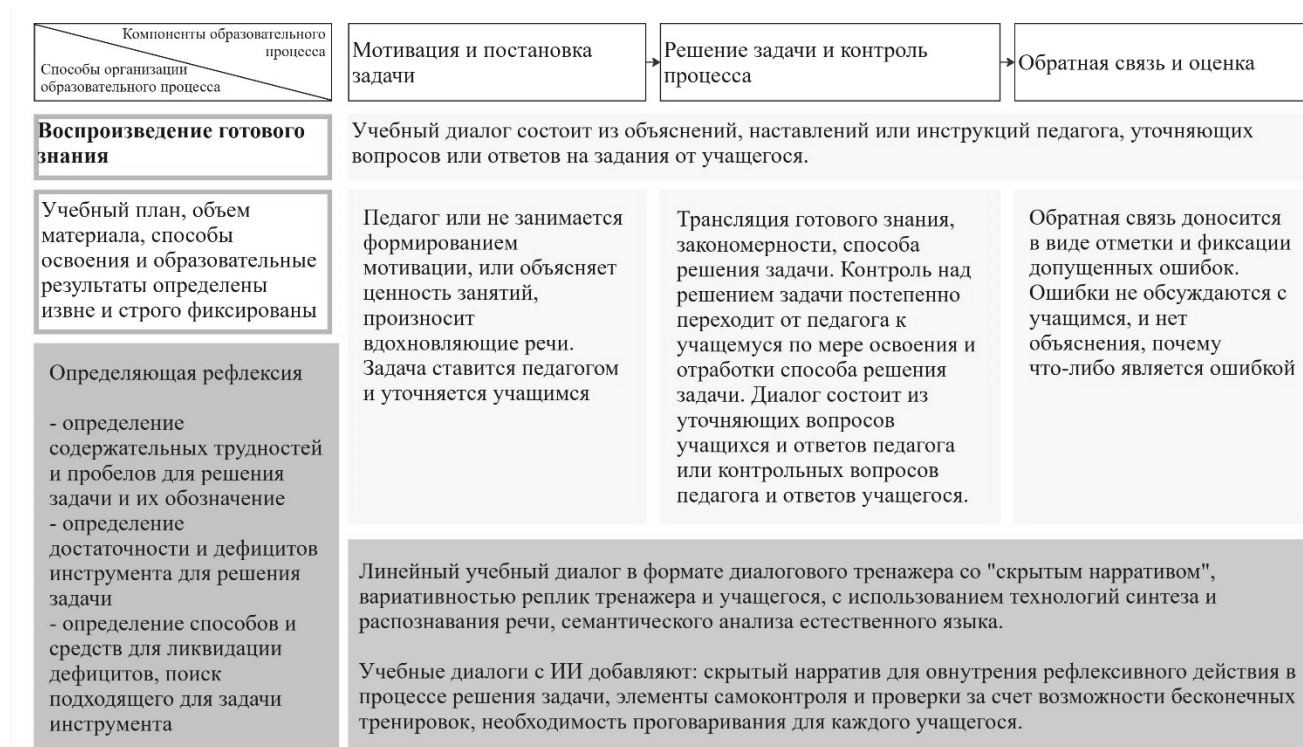 Компоненты образовательного
процесса
Способы организации
образовательного процесса
Мотивация и постановка
задачи
Решение задачи и контроль
процесса
Обратная связь и оценка
Воспроизведение готового
знания
Учебный диалог состоит из объяснений, наставлений или инструкций педагога, уточняющих
вопросов или ответов на задания от учащегося.
Учебный план, объем
материала, способы
освоения и образовательные
результаты определены
извне и строго фиксированы
Педагог или не занимается
формированием
мотивации, или объясняет
ценность занятий,
произносит
вдохновляющие речи.
Задача ставится педагогом
и уточняется учащимся
Трансляция готового знания,
закономерности, способа
решения задачи. Контроль над
решением задачи постепенно
переходит от педагога к
учащемуся по мере освоения и
отработки способа решения
задачи. Диалог состоит из
уточняющих вопросов
учащихся и ответов педагога
или контрольных вопросов
педагога и ответов учащегося.
Обратная связь доносится
в виде отметки и фиксации
допущенных ошибок.
Ошибки не обсуждаются с
учащимся, и нет
объяснения, почему
что-либо является ошибкой
Определяющая рефлексия
- определение
содержательных трудностей
и пробелов для решения
задачи и их обозначение
- определение
достаточности и дефицитов
инструмента для решения
задачи
- определение способов и
средств для ликвидации
дефицитов, поиск
подходящего для задачи
инструмента
Линейный учебный диалог в формате диалогового тренажера со "скрытым нарративом",
вариативностью реплик тренажера и учащегося, с использованием технологий синтеза и
распознавания речи, семантического анализа естественного языка.
Учебные диалоги с ИИ добавляют: скрытый нарратив для овнутрения рефлексивного действия в
процессе решения задачи, элементы самоконтроля и проверки за счет возможности бесконечных
тренировок, необходимость проговаривания для каждого учащегося.